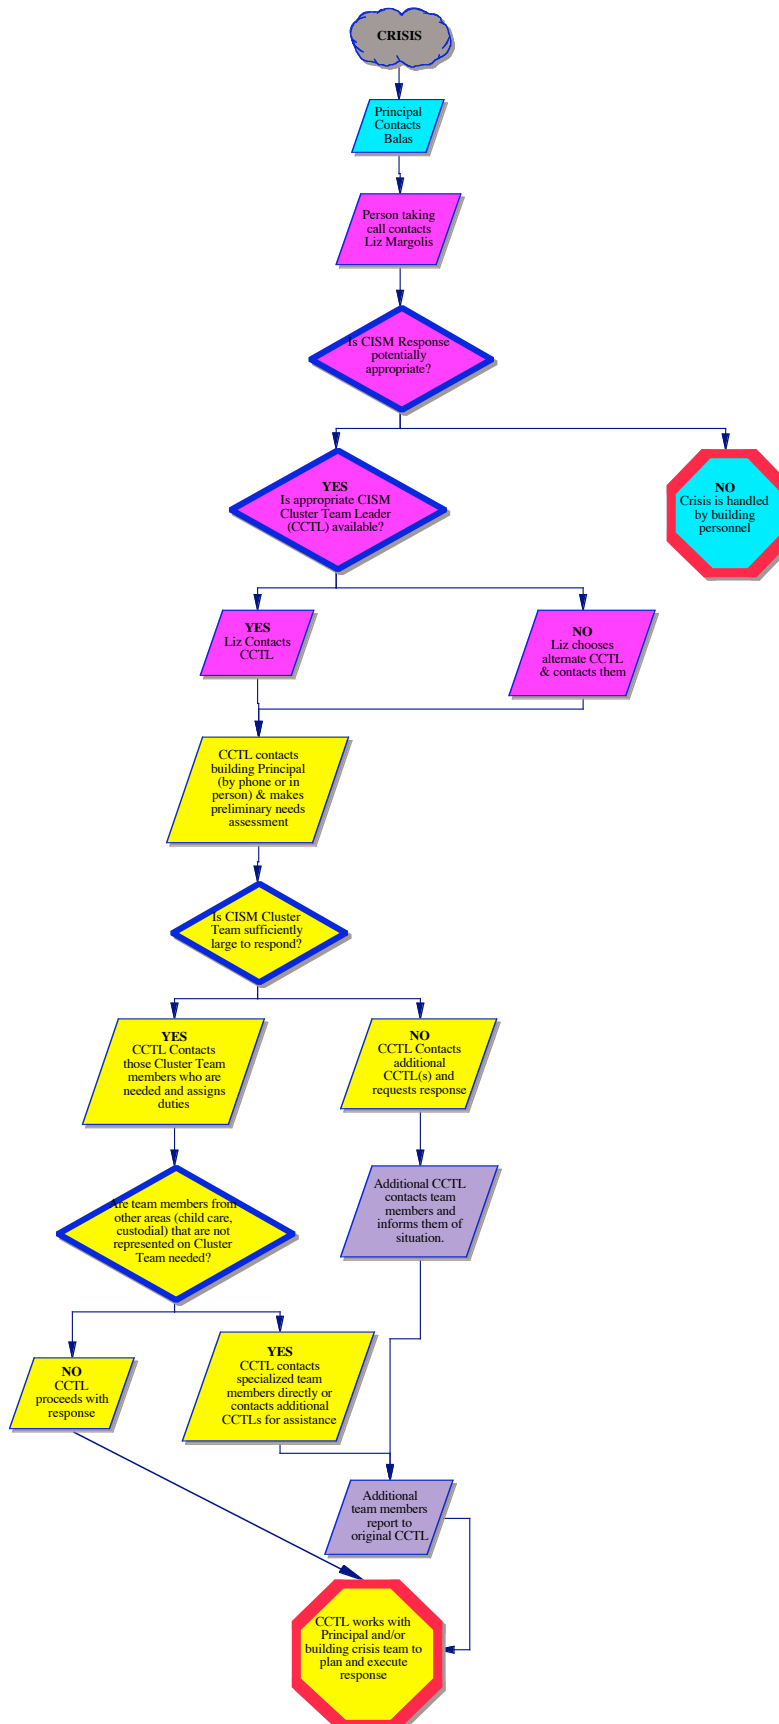 CRISIS
Principal
Contacts
Balas
Person taking
call contacts
Liz Margolis
Is CISM Response
potentially
appropriate?
YES
Is appropriate CISM
Cluster Team Leader
(CCTL) available?
NO
Crisis is handled
by building
personnel
YES
Liz Contacts
CCTL
NO
Liz chooses
alternate CCTL
& contacts them
CCTL contacts
building Principal
(by phone or in
person) & makes
preliminary needs
assessment
Is CISM Cluster
Team sufficiently
large to respond?
YES
CCTL Contacts
those Cluster Team
members who are
needed and assigns
duties
NO
CCTL Contacts
additional
CCTL(s) and
requests response
Are team members from
other areas (child care,
custodial) that are not
represented on Cluster
Team needed?
Additional CCTL
contacts team
members and
informs them of
situation.
NO
CCTL
proceeds with
response
YES
CCTL contacts
specialized team
members directly or
contacts additional
CCTLs for assistance
Additional
team members
report to
original CCTL
CCTL works with
Principal and/or
building crisis team to
plan and execute
response